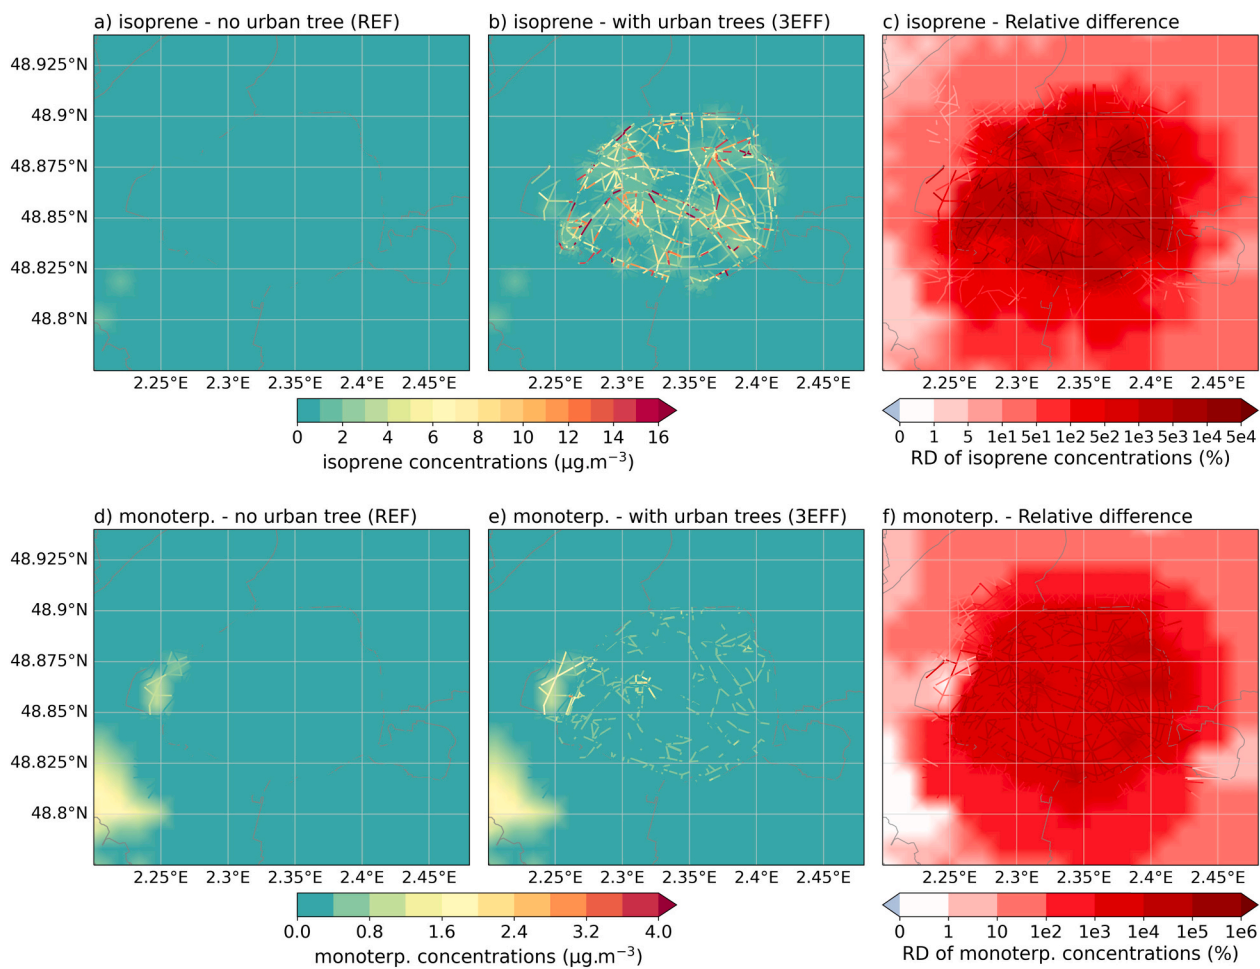 a) isoprene - no urban tree (REF)
b) isoprene - with urban trees (3EFF)
c) isoprene - Relative difference
48.925°N
48.9°N
48.875°N
48.85°N
48.825°N
48.8°N
2.25°E 2.3°E 2.35°E 2.4°E 2.45°E
2.25°E 2.3°E 2.35°E 2.4°E 2.45°E
2.25°E 2.3°E 2.35°E 2.4°E 2.45°E
0 2 4 6 8 10 12 14 16
isoprene concentrations (μg.m⁻³)
0 1 5 1e1 5e1 1e2 5e2 1e3 5e3 1e4 5e4
RD of isoprene concentrations (%)
d) monoterp. - no urban tree (REF)
e) monoterp. - with urban trees (3EFF)
f) monoterp. - Relative difference
48.925°N
48.9°N
48.875°N
48.85°N
48.825°N
48.8°N
2.25°E 2.3°E 2.35°E 2.4°E 2.45°E
2.25°E 2.3°E 2.35°E 2.4°E 2.45°E
2.25°E 2.3°E 2.35°E 2.4°E 2.45°E
0.0 0.8 1.6 2.4 3.2 4.0
monoterp. concentrations (μg.m⁻³)
0 1 10 1e2 1e3 1e4 1e5 1e6
RD of monoterp. concentrations (%)